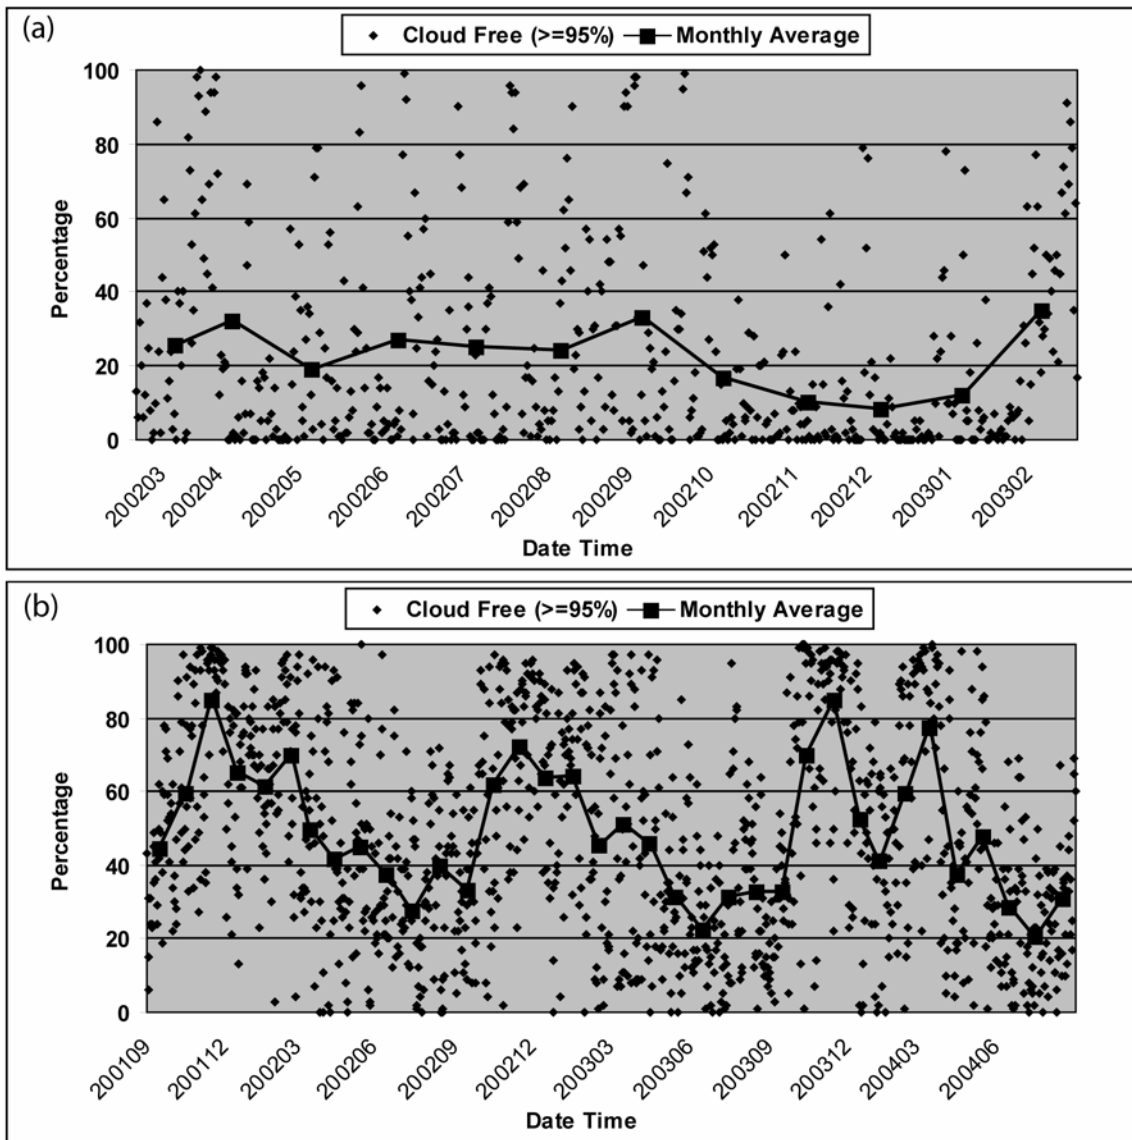 (a)
Cloud Free (>=95%) Monthly Average
100
80
60
40
20
0
Percentage
200203 200204 200205 200206 200207 200208 200209 200210 200211 200212 200301 200302
Date Time
(b)
Cloud Free (>=95%) Monthly Average
100
80
60
40
20
0
Percentage
200109 200112 200203 200206 200209 200212 200303 200306 200309 200312 200403 200406
Date Time